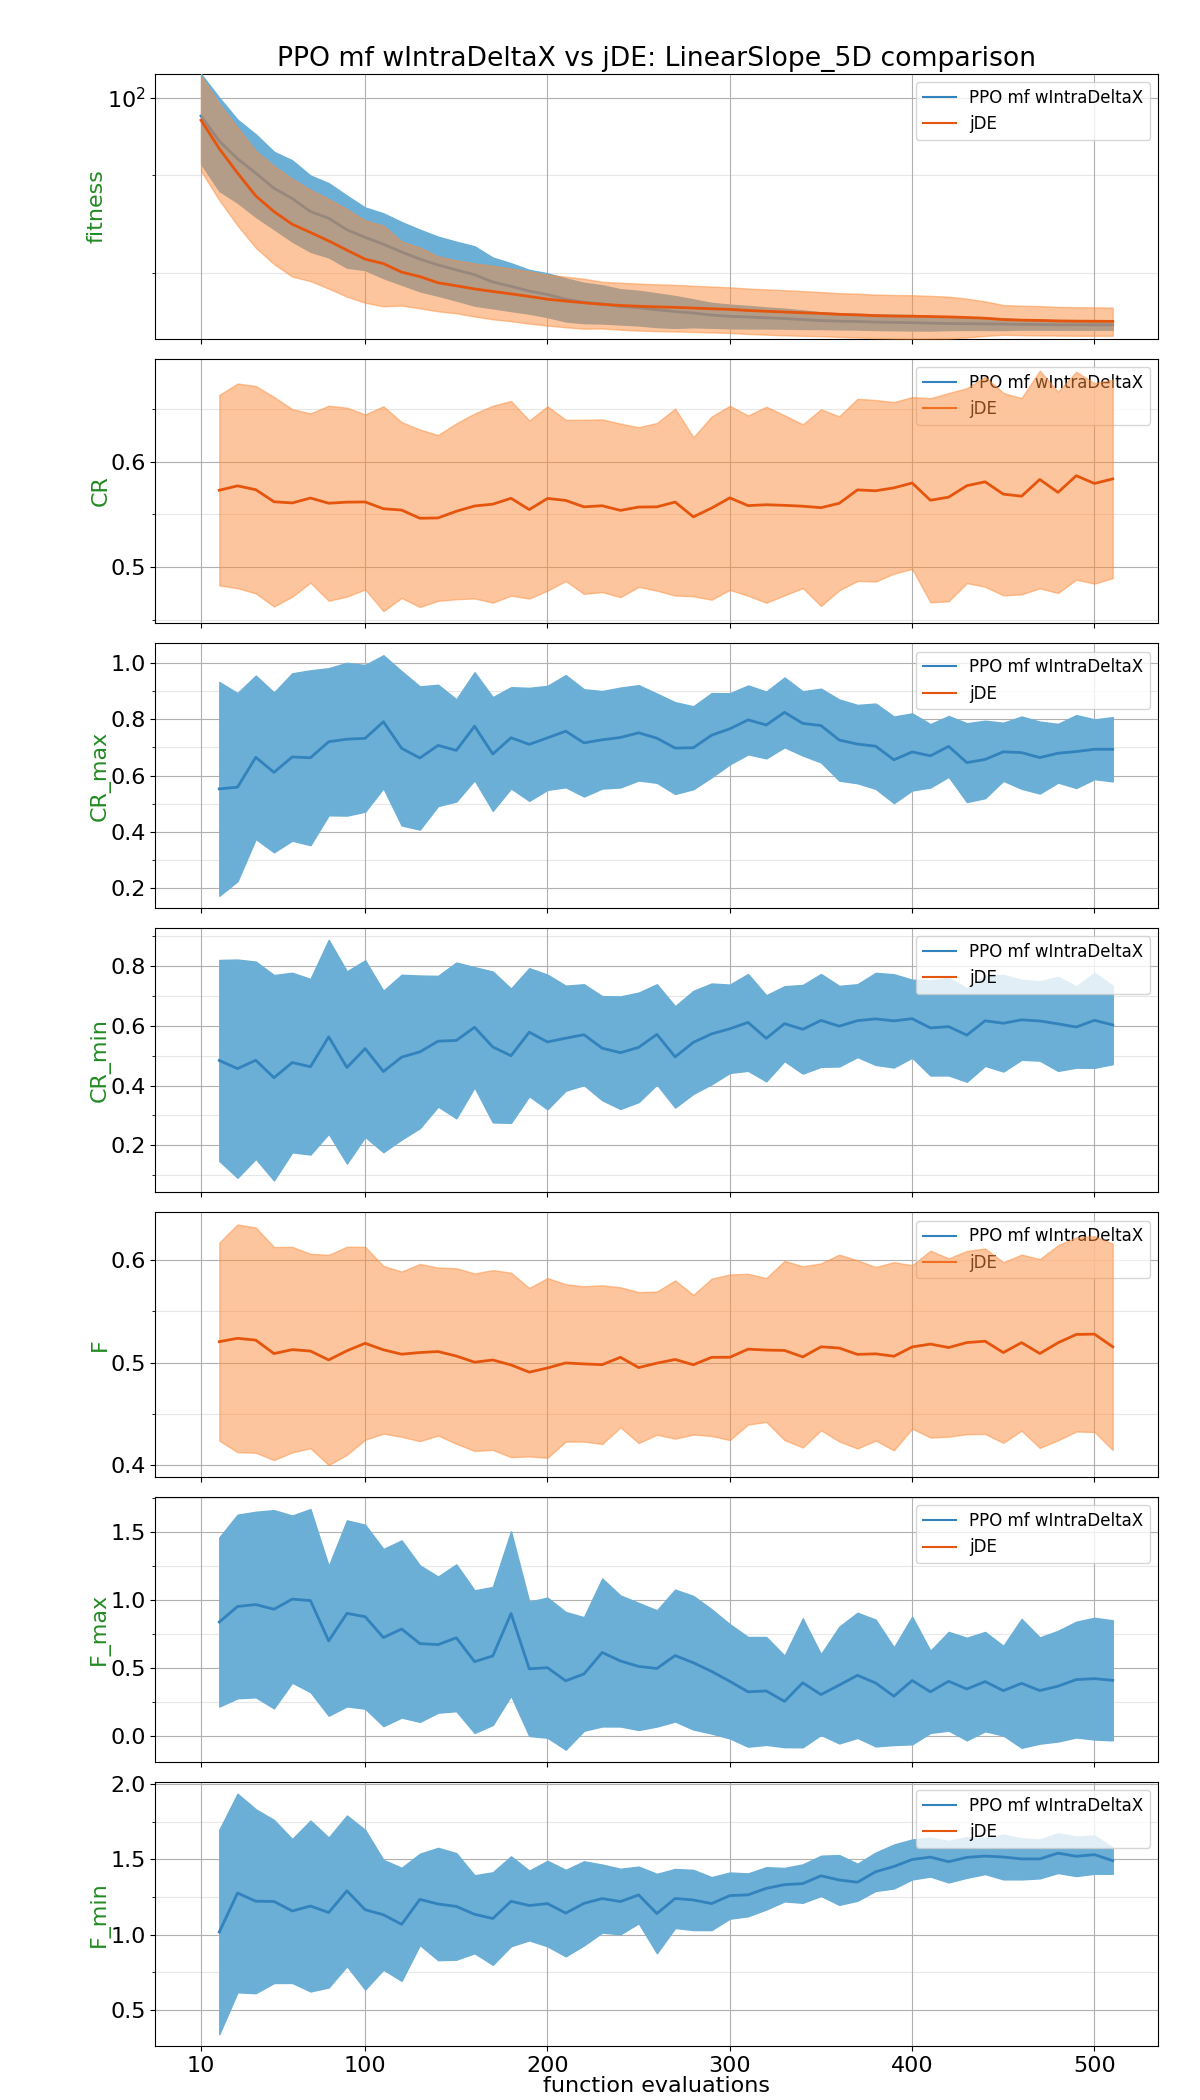 PPO mf wIntraDeltaX vs jDE: LinearSlope_5D comparison
10²
fitness
PPO mf wIntraDeltaX
jDE
CR
0.6
0.5
PPO mf wIntraDeltaX
jDE
CR_max
1.0
0.8
0.6
0.4
0.2
PPO mf wIntraDeltaX
jDE
CR_min
0.8
0.6
0.4
0.2
PPO mf wIntraDeltaX
jDE
F
0.6
0.5
0.4
PPO mf wIntraDeltaX
jDE
F_max
1.5
1.0
0.5
0.0
PPO mf wIntraDeltaX
jDE
F_min
2.0
1.5
1.0
0.5
PPO mf wIntraDeltaX
jDE
10 100 200 300 400 500
function evaluations